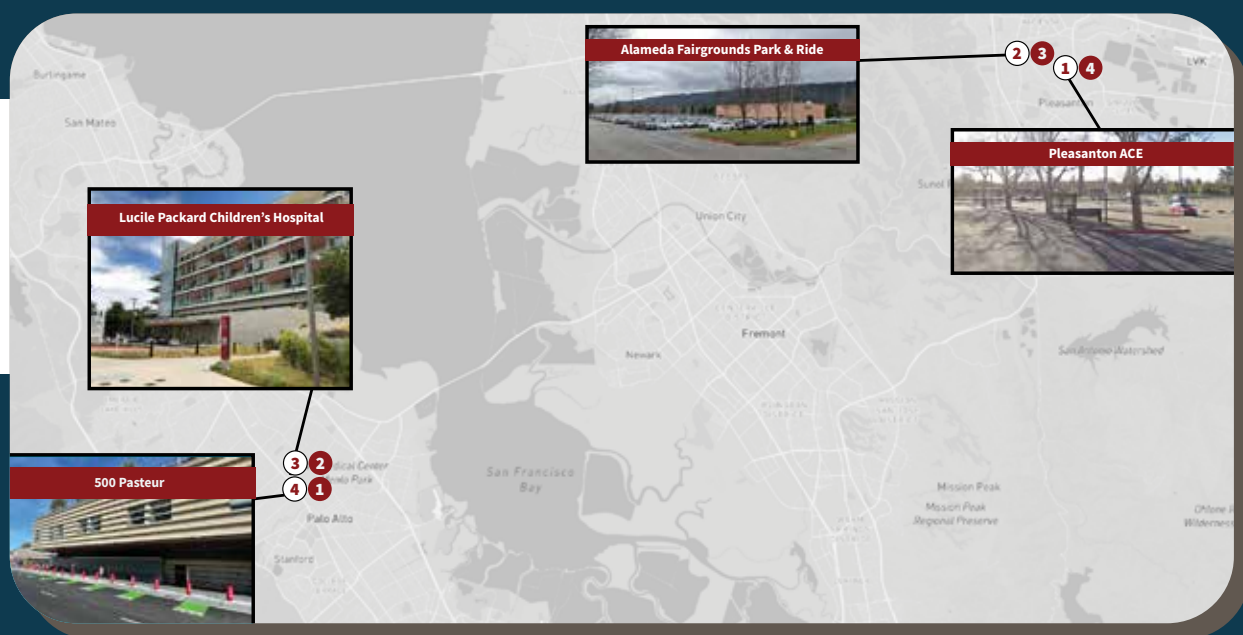 Alameda Fairgrounds Park & Ride
2 3
1 4
LVK
Burlingame
Pleasanton
San Mateo
Pleasanton ACE
Sunol
Lucile Packard Children's Hospital
Union City
Fremont
Newark
San Antonio Watershed
3 2
4 1
500 Pasteur
San Francisco
Bay
Mission Peak
Mission Peak
Regional Preserve
Palo Alto
Stanford